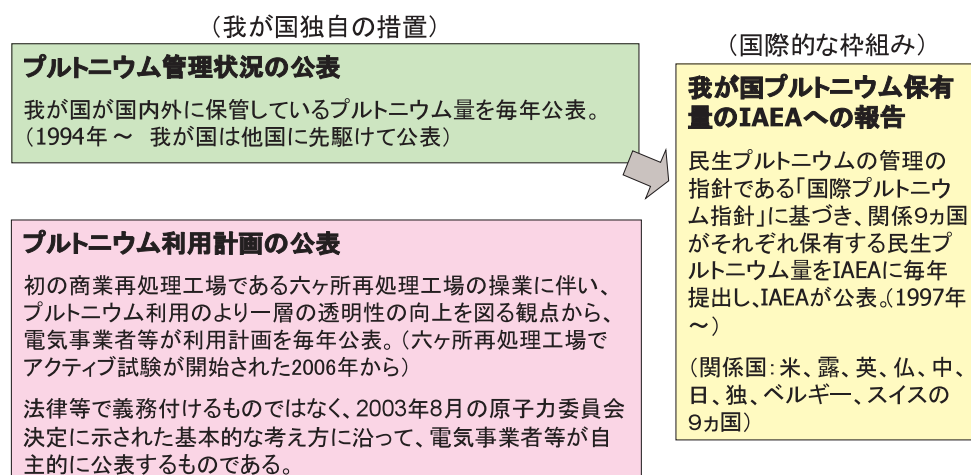 （我が国独自の措置）
プルトニウム管理状況の公表
我が国が国内外に保管しているプルトニウム量を毎年公表。
（1994年～　我が国は他国に先駆けて公表）
プルトニウム利用計画の公表
初の商業再処理工場である六ヶ所再処理工場の操業に伴い、
プルトニウム利用のより一層の透明性の向上を図る観点から、
電気事業者等が利用計画を毎年公表。（六ヶ所再処理工場で
アクティブ試験が開始された2006年から）
法律等で義務付けるものではなく、2003年8月の原子力委員会
決定に示された基本的な考え方に沿って、電気事業者等が自
主的に公表するものである。
（国際的な枠組み）
我が国プルトニウム保有
量のIAEAへの報告
民生プルトニウムの管理の
指針である「国際プルトニウ
ム指針」に基づき、関係９ヵ国
がそれぞれ保有する民生プ
ルトニウム量をIAEAに毎年
提出し、IAEAが公表。（1997年
～）
（関係国：米、露、英、仏、中、
日、独、ベルギー、スイスの
９ヵ国）